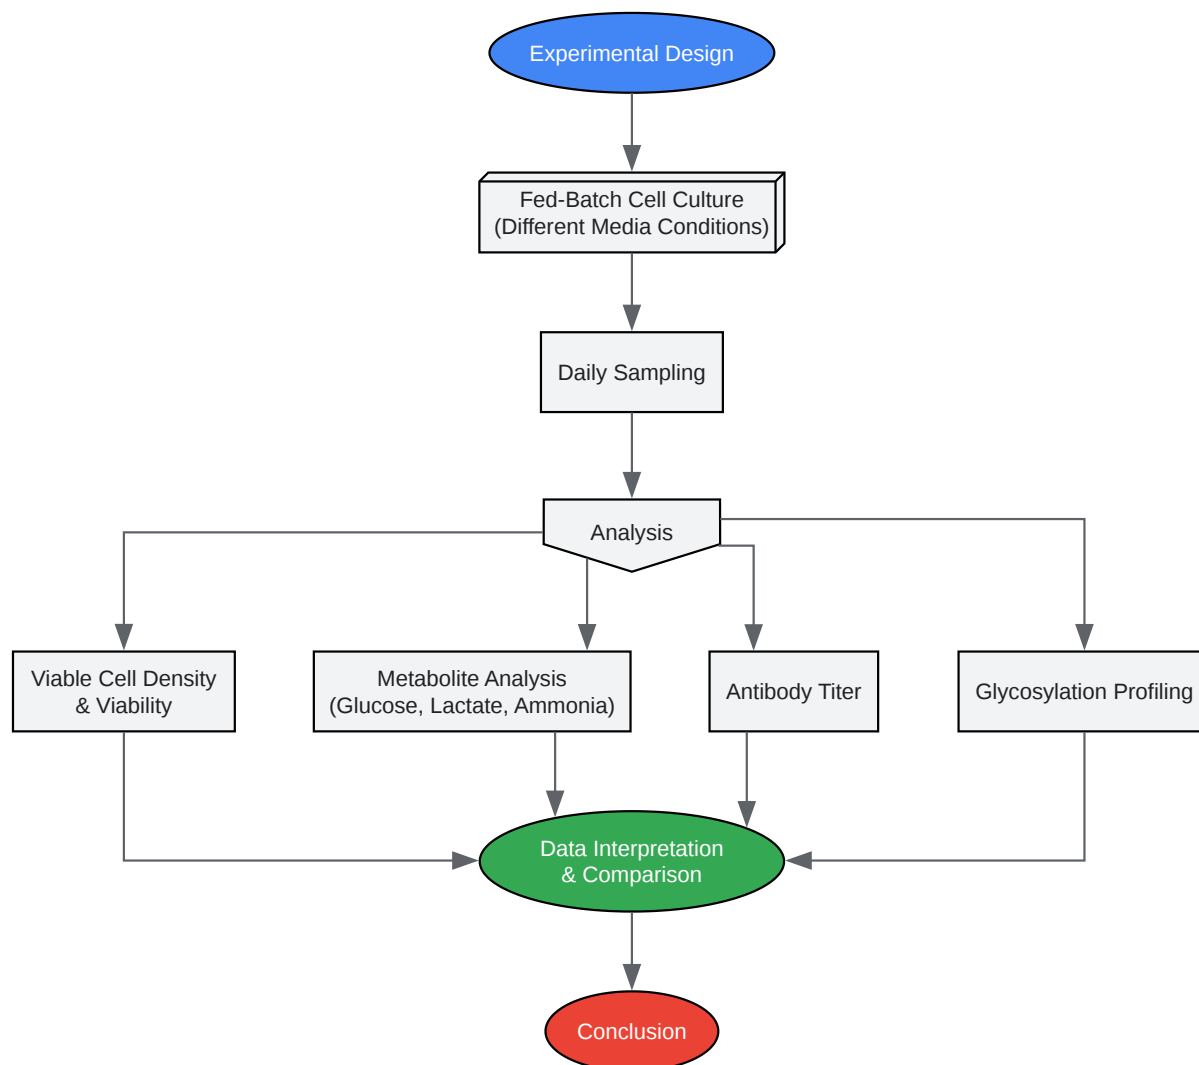 Experimental Design
Fed-Batch Cell Culture
(Different Media Conditions)
Daily Sampling
Analysis
Viable Cell Density
& Viability
Metabolite Analysis
(Glucose, Lactate, Ammonia)
Antibody Titer
Glycosylation Profiling
Data Interpretation
& Comparison
Conclusion